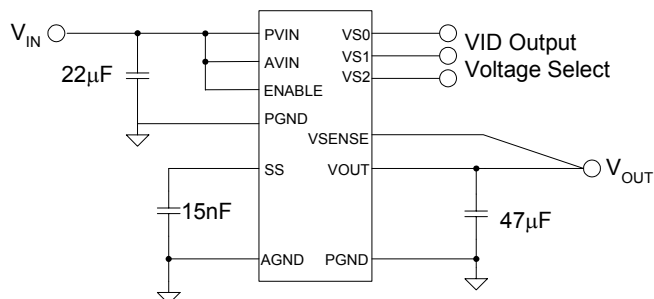 V_IN
22μF
15nF
PVIN
AVIN
ENABLE
PGND
SS
AGND
VS0
VS1
VS2
VSENSE
VOUT
PGND
VID Output
Voltage Select
V_OUT
47μF